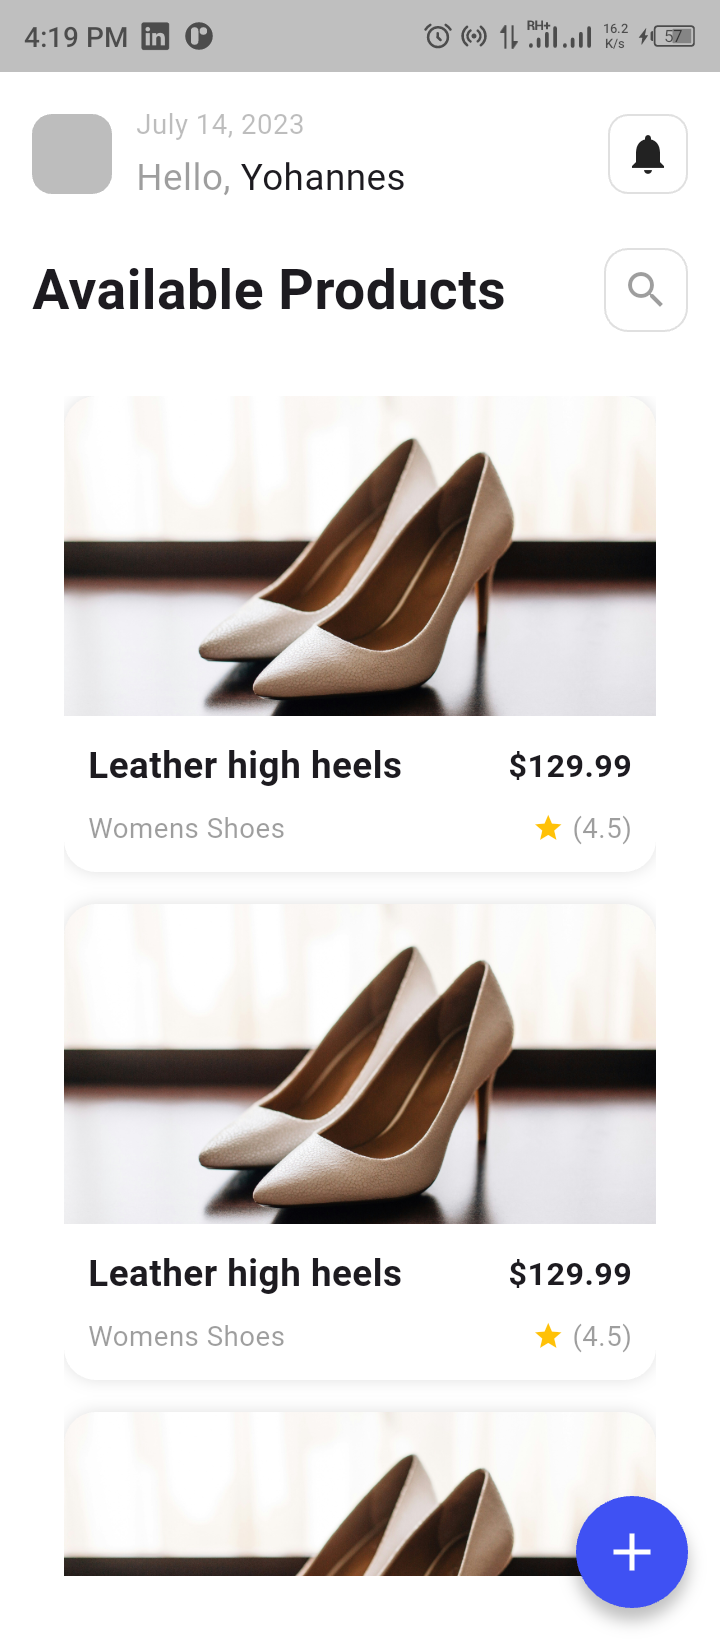 4:19 PM
RH+
16.2
K/s
57
July 14, 2023
Hello, Yohannes
Available Products
Leather high heels $129.99
Womens Shoes (4.5)
Leather high heels $129.99
Womens Shoes (4.5)